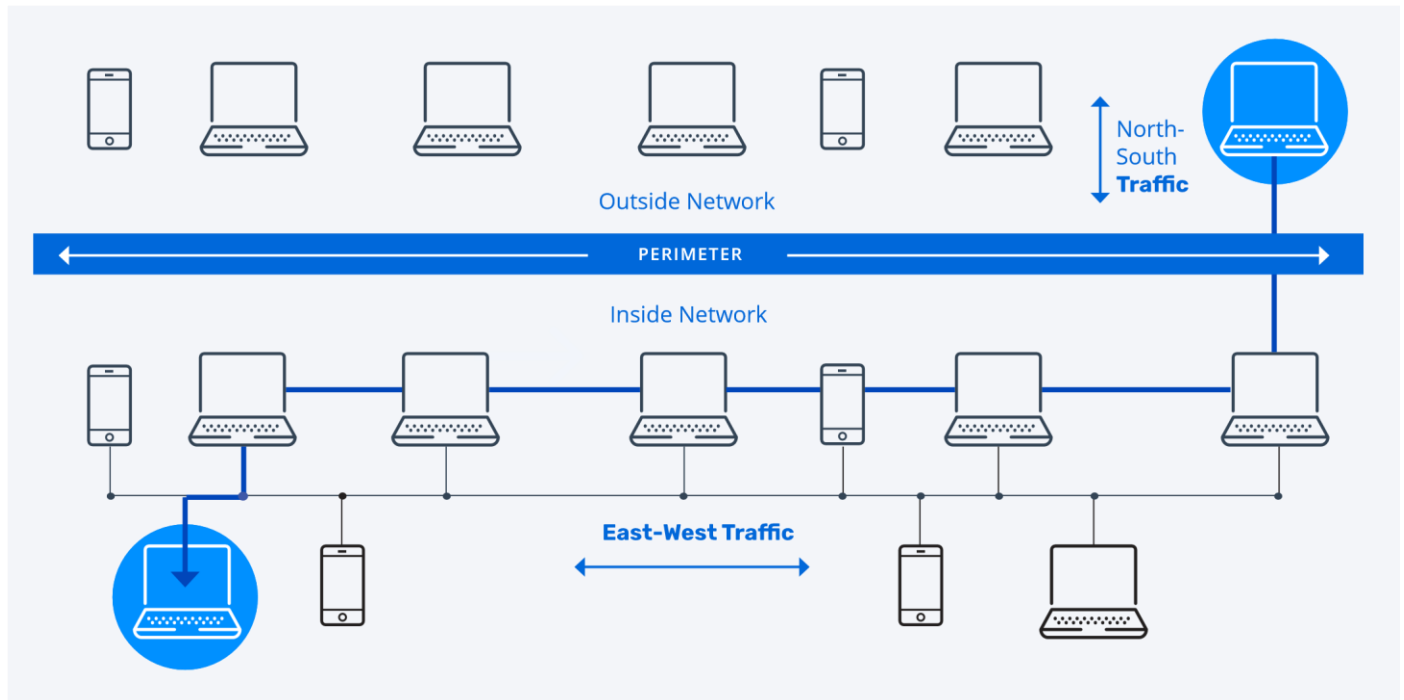 North-
South
Traffic
Outside Network
PERIMETER
Inside Network
East-West Traffic